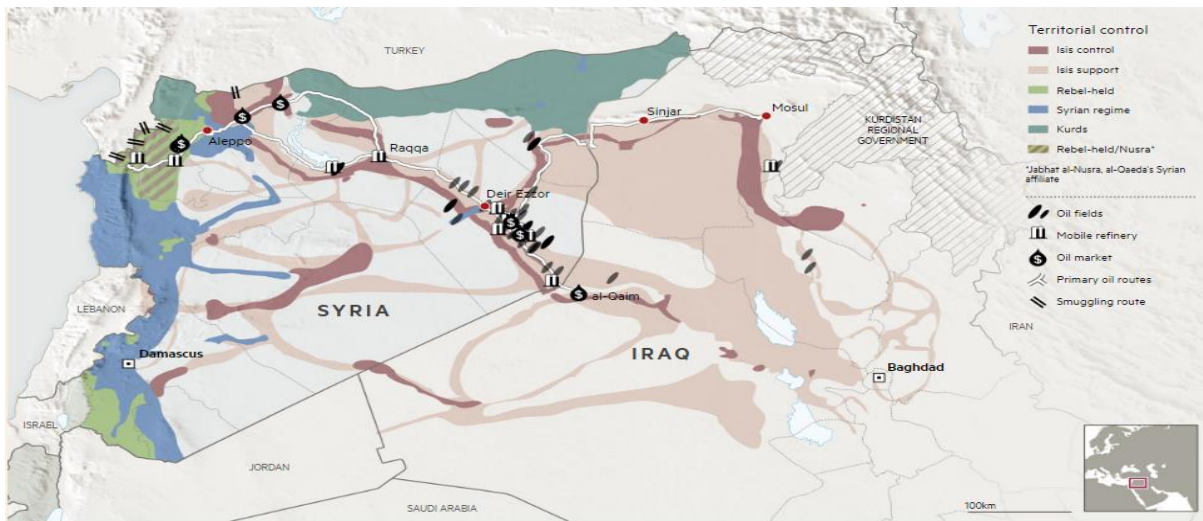 Territorial control
Isis control
Isis support
Rebel-held
Syrian regime
Kurds
Rebel-held/Nusra*
*Jabhat al-Nusra, al-Qaeda's Syrian
affiliate
Oil fields
Mobile refinery
$ Oil market
Primary oil routes
Smuggling route
TURKEY
Sinjar
Mosul
KURDISTAN
REGIONAL
GOVERNMENT
$
$
$
Aleppo
Raqqa
Deir Ezzor
$
$
$
al-Qaim
LEBANON
SYRIA
IRAQ
IRAN
Damascus
Baghdad
ISRAEL
JORDAN
SAUDI ARABIA
100km